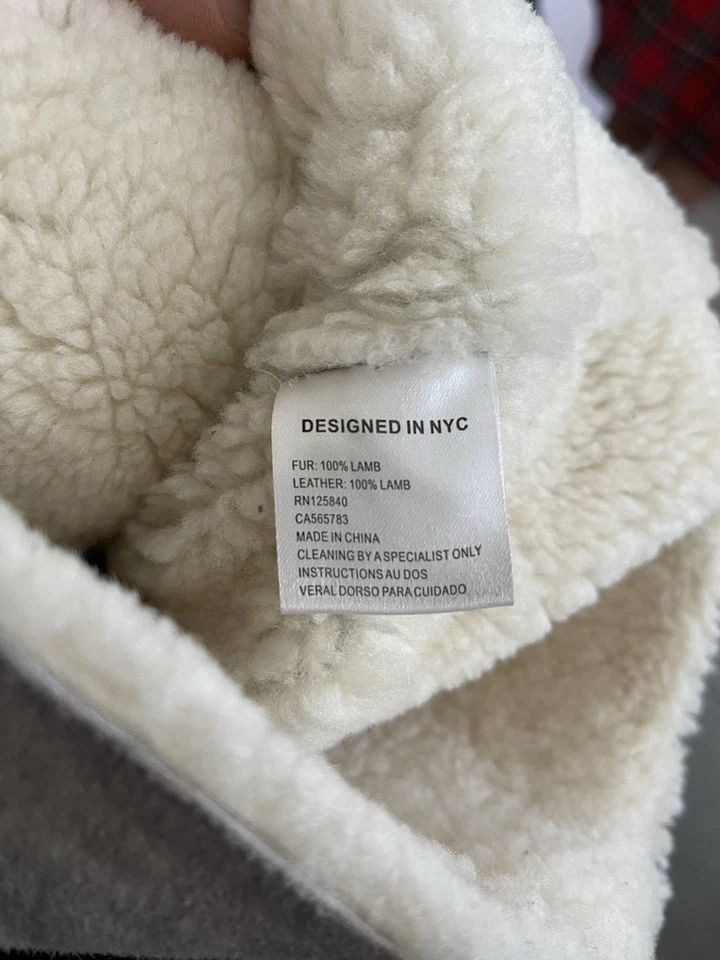 DESIGNED IN NYC
FUR: 100% LAMB
LEATHER: 100% LAMB
RN125840
CA565783
MADE IN CHINA
CLEANING BY A SPECIALIST ONLY
INSTRUCTIONS AU DOS
VERAL DORSO PARA CUIDADO